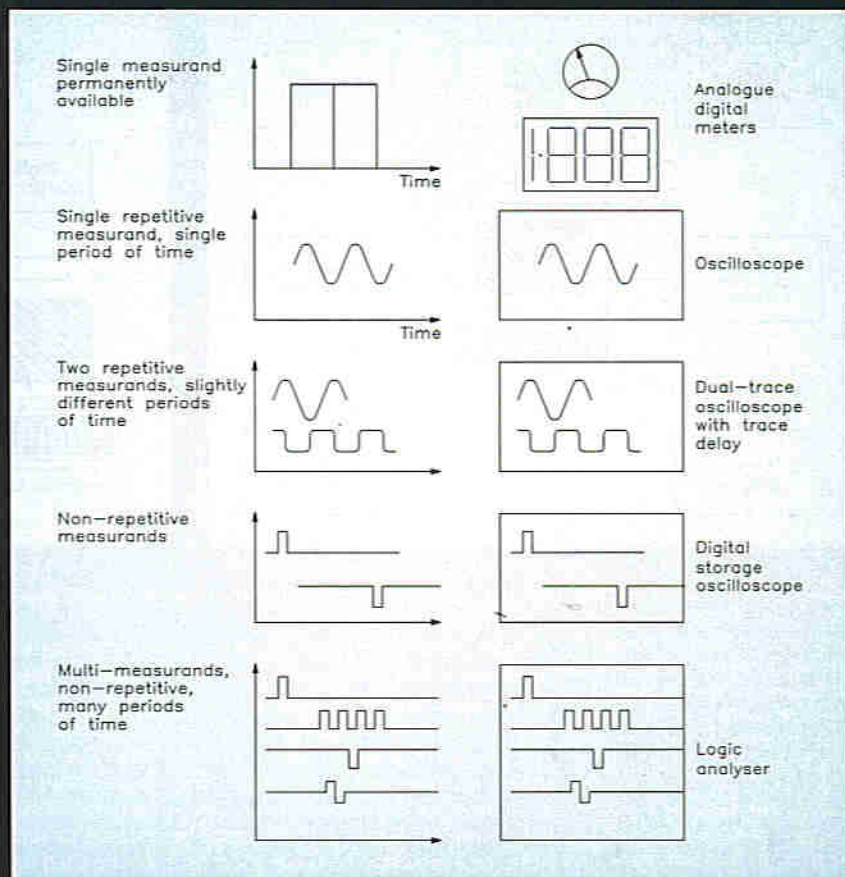 Single measurand
permanently
available
Time
1.888
Analogue
digital
meters
Single repetitive
measurand, single
period of time
Time
Oscilloscope
Two repetitive
measurands, slightly
different periods
of time
Dual-trace
oscilloscope
with trace
delay
Non-repetitive
measurands
Digital
storage
oscilloscope
Multi-measurands,
non-repetitive,
many periods
of time
Logic
analyser